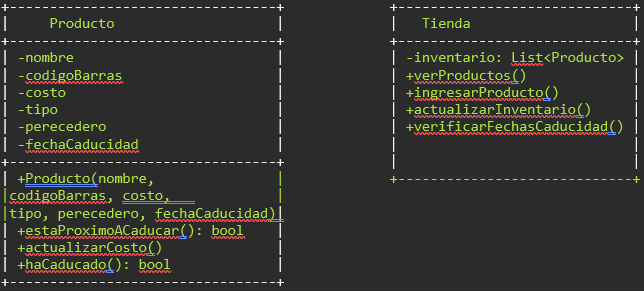 Producto
-nombre
-codigoBarras
-costo
-tipo
-perecedero
-fechaCaducidad
+Producto(nombre,
codigoBarras, costo,
tipo, perecedero, fechaCaducidad)
+estaProximoACaducar(): bool
+actualizarCosto()
+haCaducado(): bool
Tienda
-inventario: List<Producto>
+verProductos()
+ingresarProducto()
+actualizarInventario()
+verificarFechasCaducidad()